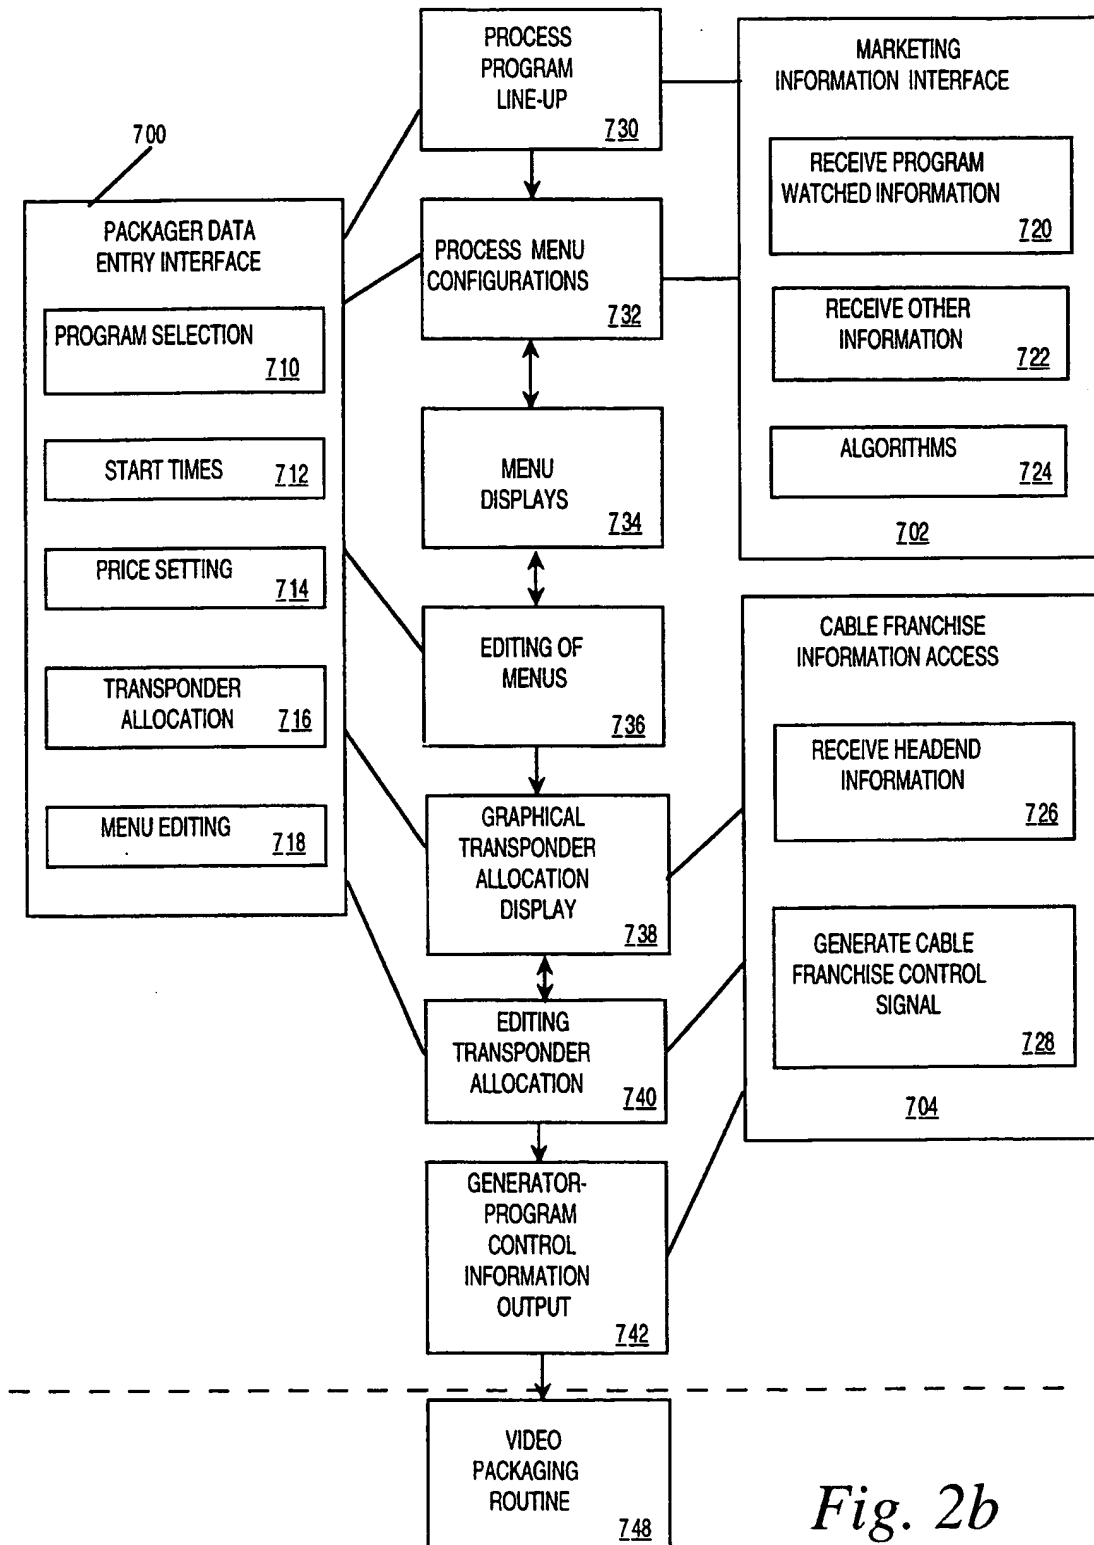 PROCESS
PROGRAM
LINE-UP
730
MARKETING
INFORMATION INTERFACE
RECEIVE PROGRAM
WATCHED INFORMATION
720
RECEIVE OTHER
INFORMATION
722
ALGORITHMS
724
702
700
PACKAGER DATA
ENTRY INTERFACE
PROGRAM SELECTION
710
START TIMES 712
PRICE SETTING
714
TRANSPONDER
ALLOCATION 716
MENU EDITING
718
PROCESS MENU
CONFIGURATIONS
732
MENU
DISPLAYS
734
EDITING OF
MENUS
736
GRAPHICAL
TRANSPONDER
ALLOCATION
DISPLAY
738
EDITING
TRANSPONDER
ALLOCATION
740
GENERATOR-
PROGRAM
CONTROL
INFORMATION
OUTPUT
742
CABLE FRANCHISE
INFORMATION ACCESS
RECEIVE HEADEND
INFORMATION
726
GENERATE CABLE
FRANCHISE CONTROL
SIGNAL
728
704
VIDEO
PACKAGING
ROUTINE
748
Fig. 2b